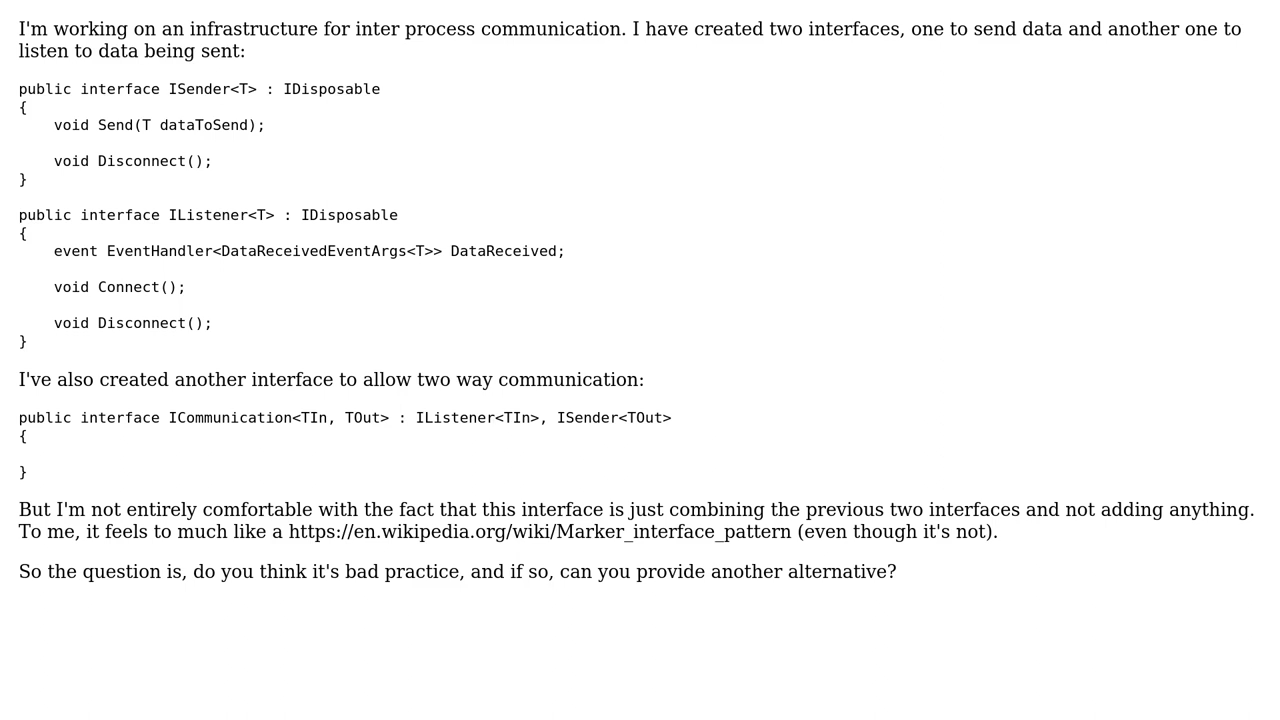 I'm working on an infrastructure for inter process communication. I have created two interfaces, one to send data and another one to
listen to data being sent:
public interface ISender<T> : IDisposable
{
    void Send(T dataToSend);
    void Disconnect();
}
public interface IListener<T> : IDisposable
{
    event EventHandler<DataReceivedEventArgs<T>> DataReceived;
    void Connect();
    void Disconnect();
}
I've also created another interface to allow two way communication:
public interface ICommunication<TIn, TOut> : IListener<TIn>, ISender<TOut>
{
}
But I'm not entirely comfortable with the fact that this interface is just combining the previous two interfaces and not adding anything.
To me, it feels to much like a https://en.wikipedia.org/wiki/Marker_interface_pattern (even though it's not).
So the question is, do you think it's bad practice, and if so, can you provide another alternative?